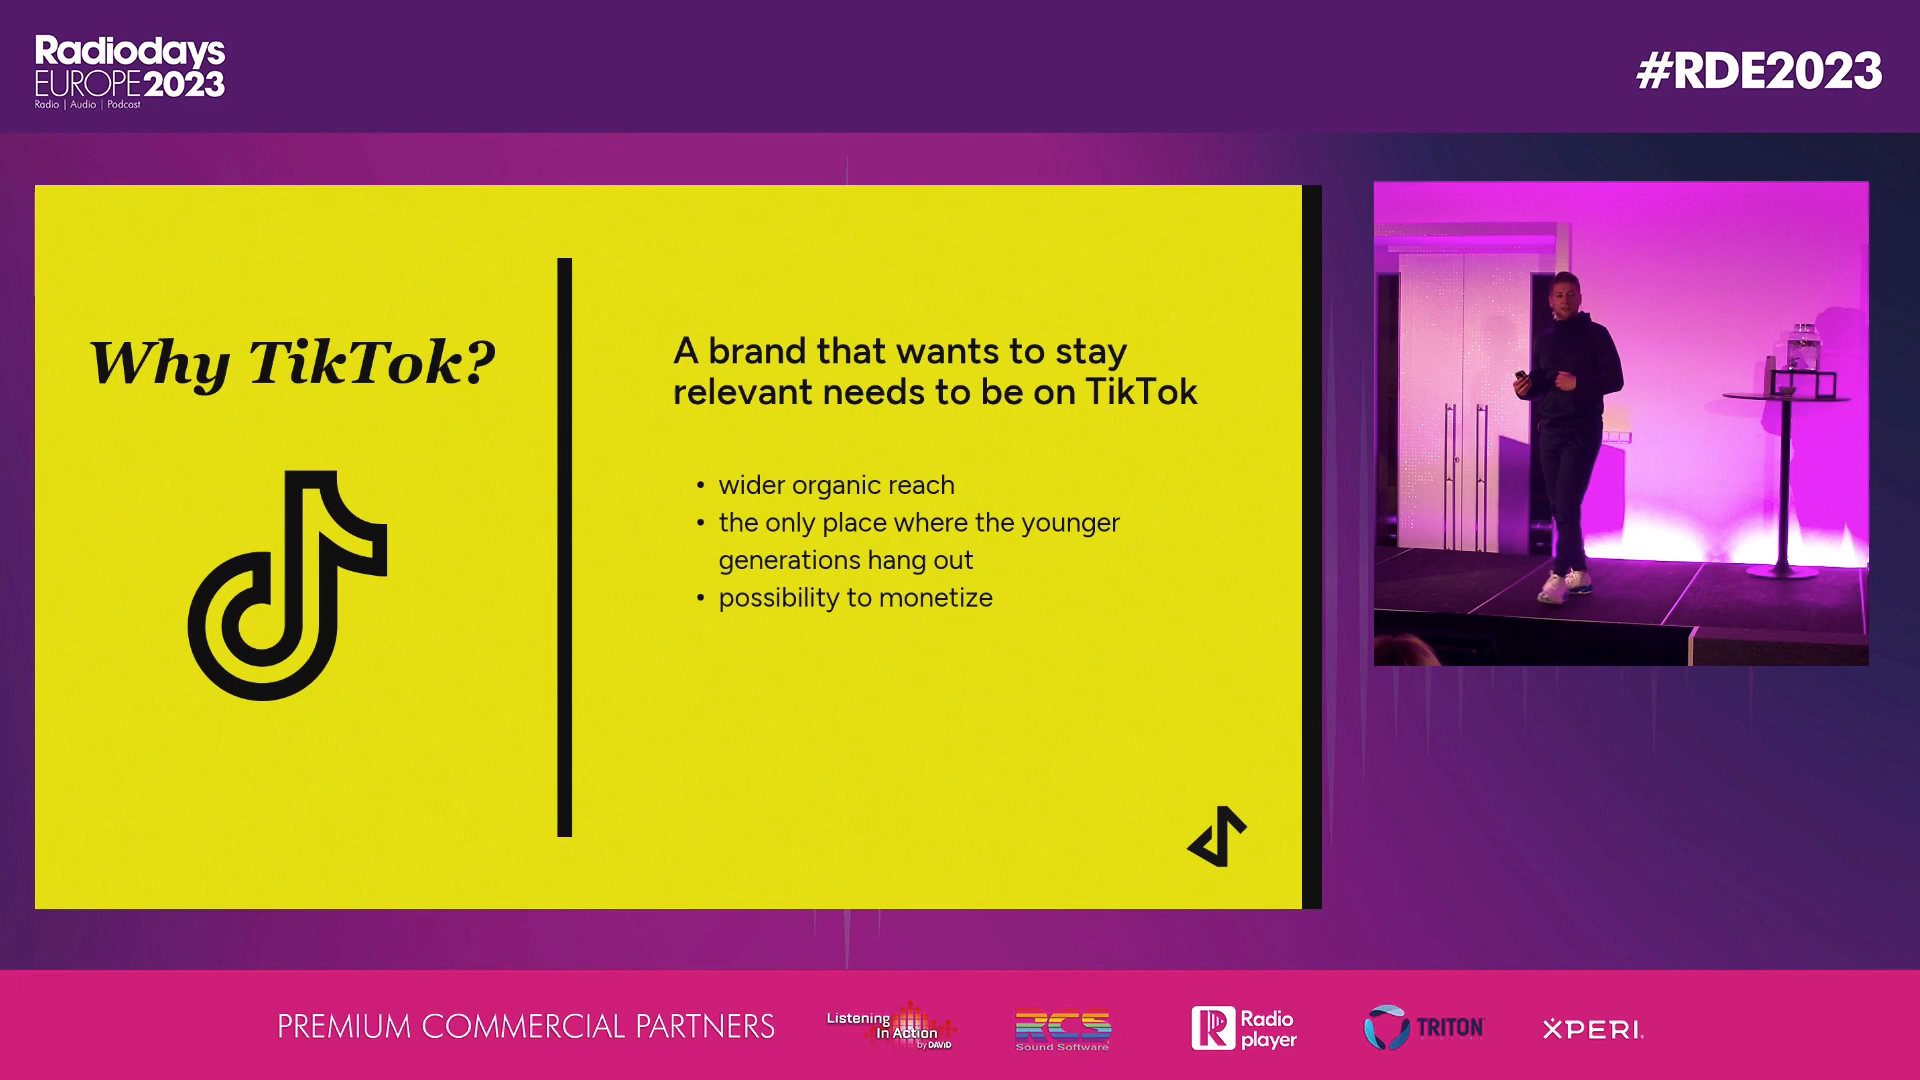 Radiodays
EUROPE 2023
Radio | Audio | Podcast
#RDE2023
Why TikTok?
A brand that wants to stay
relevant needs to be on TikTok
• wider organic reach
• the only place where the younger
generations hang out
• possibility to monetize
PREMIUM COMMERCIAL PARTNERS
Listening
In Action
by DAVID
RCS
Sound Software
Radio
player
TRITON
XPERI